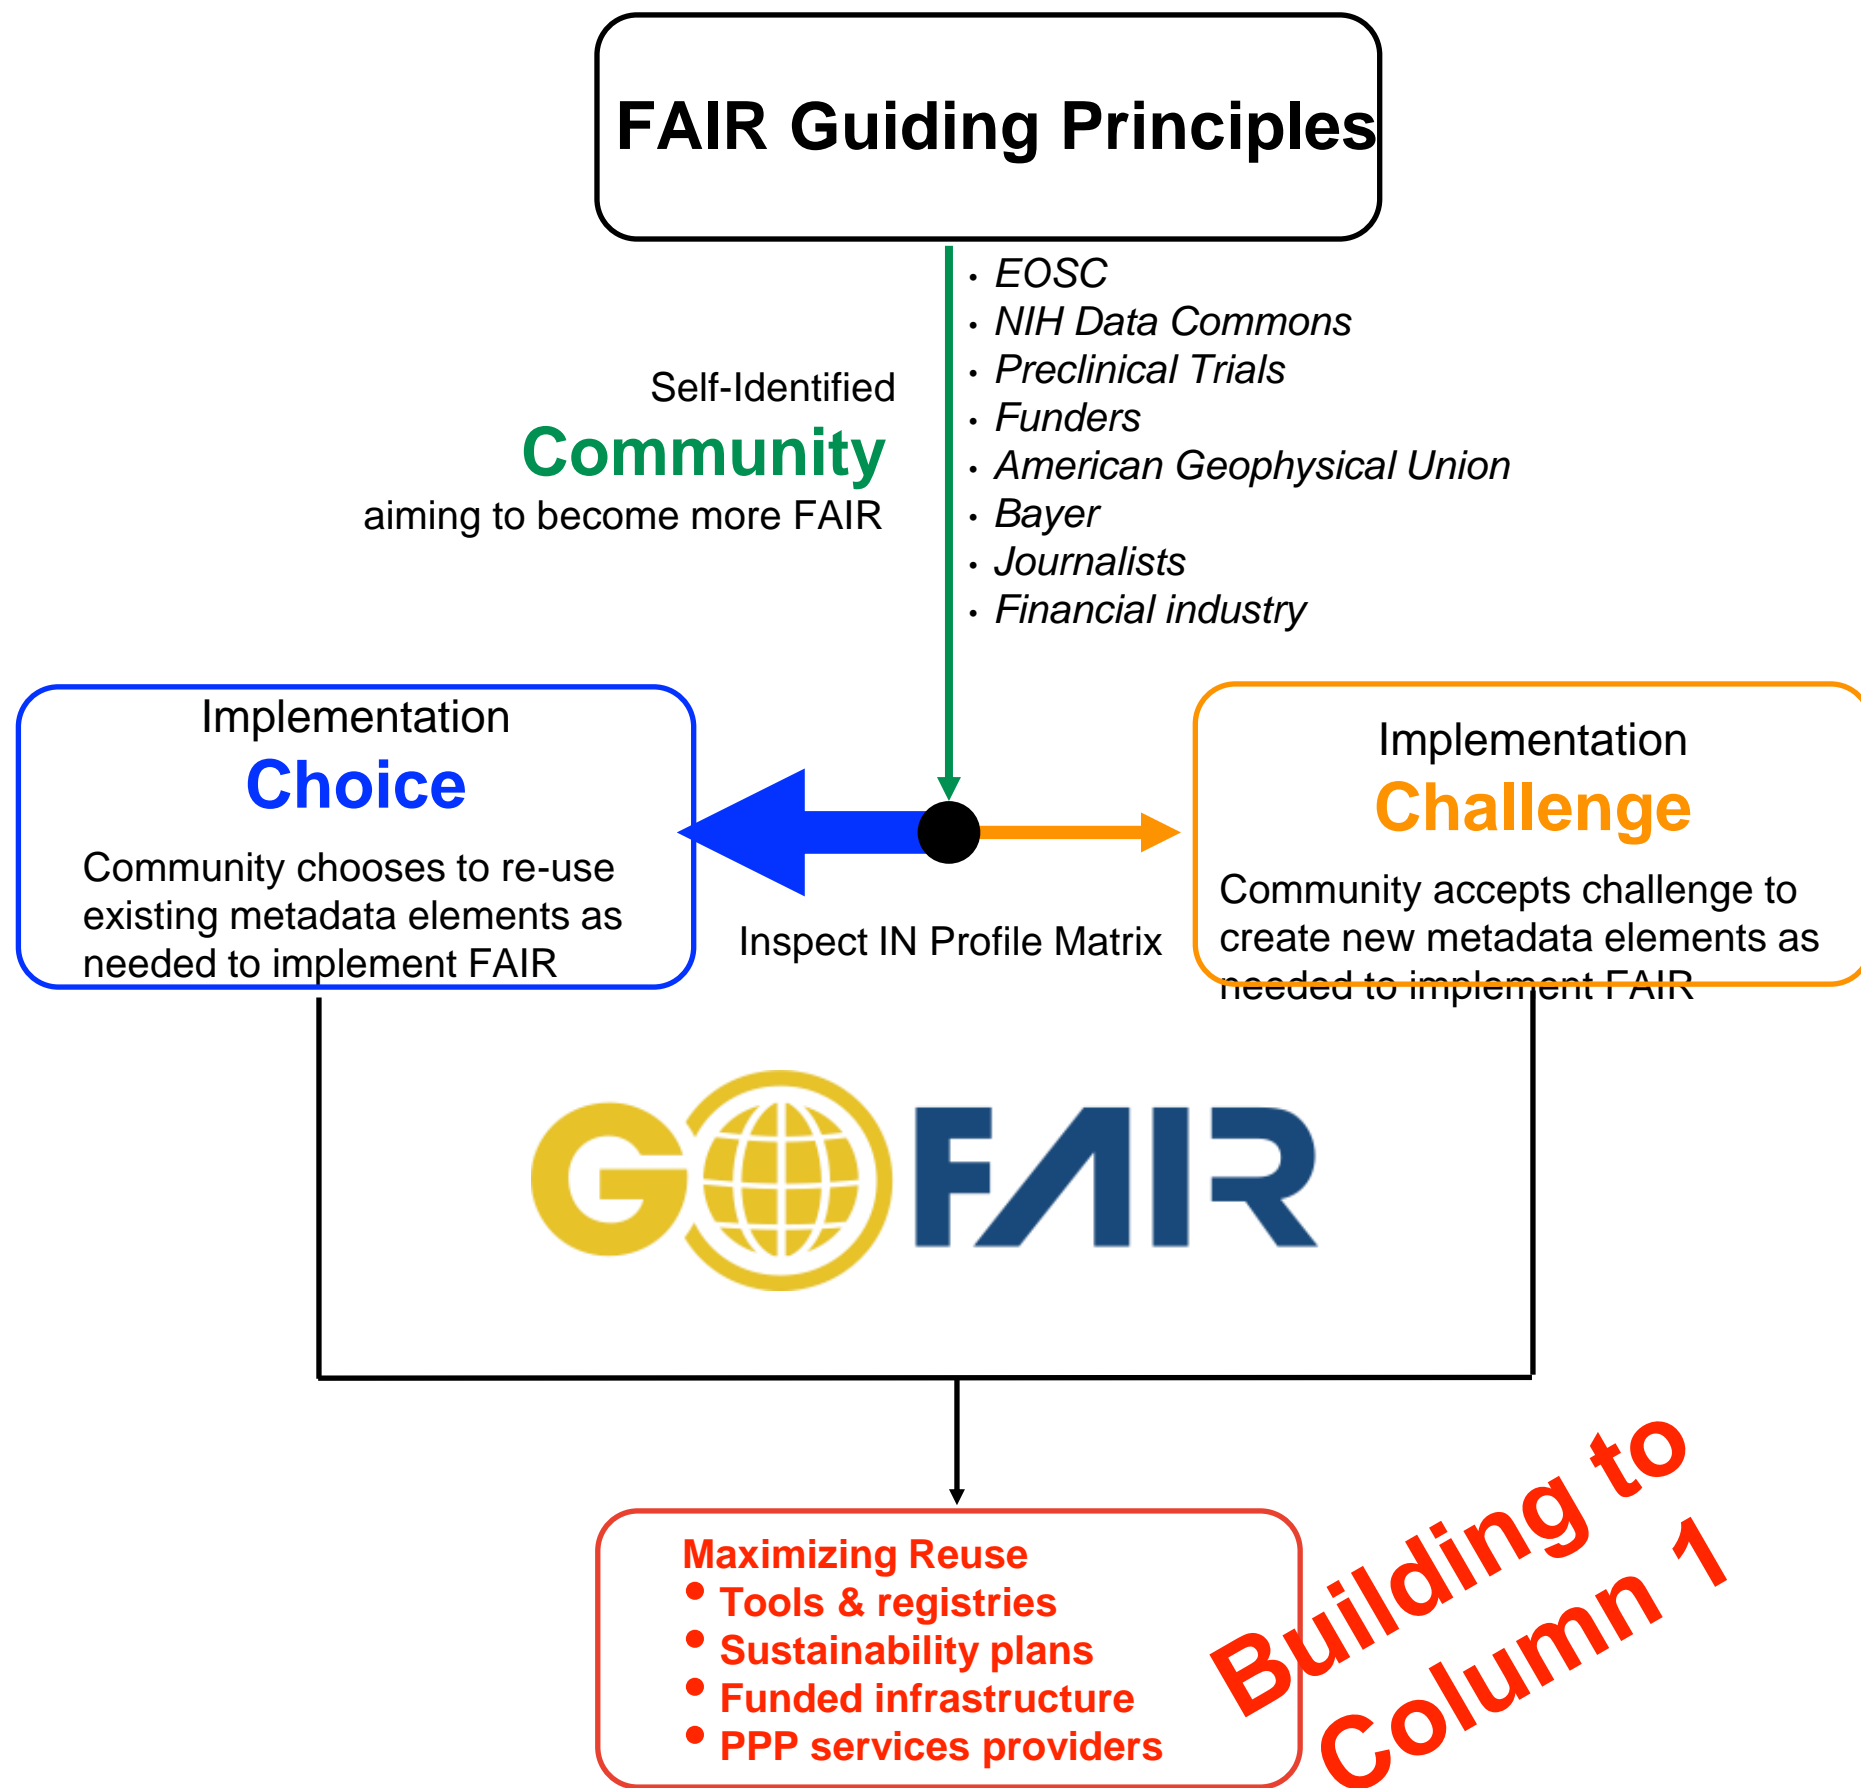 FAIR Guiding Principles
• EOSC
• NIH Data Commons
• Preclinical Trials
• Funders
• American Geophysical Union
• Bayer
• Journalists
• Financial industry
Self-Identified
Community
aiming to become more FAIR
Implementation
Choice
Community chooses to re-use
existing metadata elements as
needed to implement FAIR
Inspect IN Profile Matrix
Implementation
Challenge
Community accepts challenge to
create new metadata elements as
needed to implement FAIR
GO FAIR
Maximizing Reuse
• Tools & registries
• Sustainability plans
• Funded infrastructure
• PPP services providers
Building to
Column 1